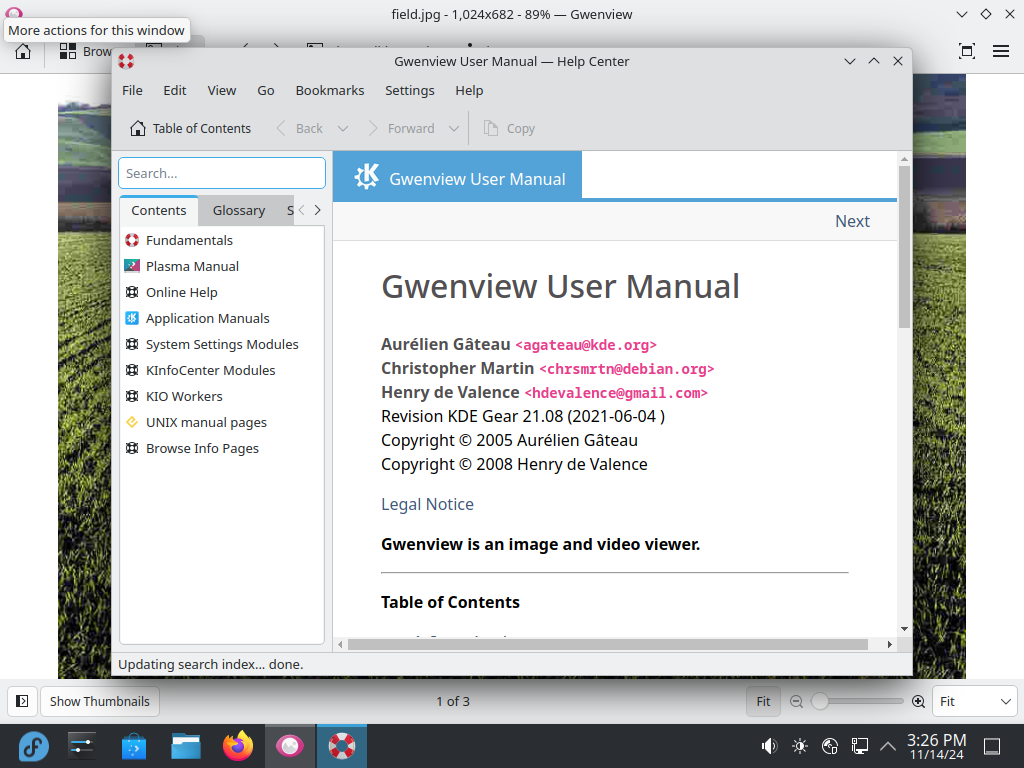 field.jpg - 1,024x682 - 89% — Gwenview
More actions for this window
Brow
Gwenview User Manual — Help Center
File Edit View Go Bookmarks Settings Help
Table of Contents Back Forward Copy
Search...
Contents Glossary S
Fundamentals
Plasma Manual
Online Help
Application Manuals
System Settings Modules
KInfoCenter Modules
KIO Workers
UNIX manual pages
Browse Info Pages
Gwenview User Manual
Next
Gwenview User Manual
Aurélien Gâteau <agateau@kde.org>
Christopher Martin <chrsmrtn@debian.org>
Henry de Valence <hdevalence@gmail.com>
Revision KDE Gear 21.08 (2021-06-04 )
Copyright © 2005 Aurélien Gâteau
Copyright © 2008 Henry de Valence
Legal Notice
Gwenview is an image and video viewer.
Table of Contents
Updating search index... done.
Show Thumbnails
1 of 3
Fit
Fit
3:26 PM
11/14/24